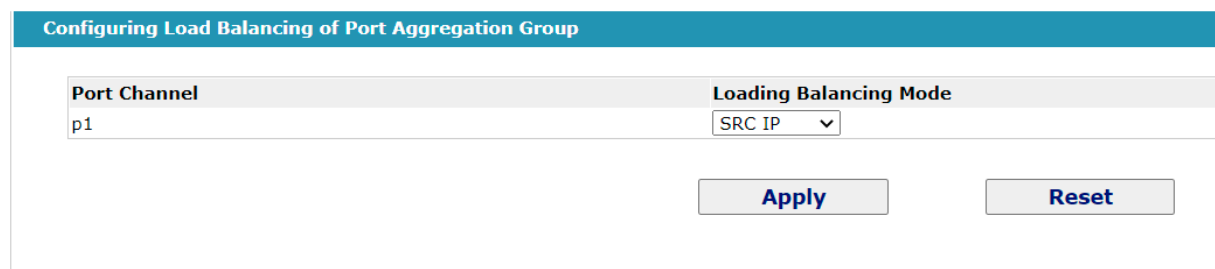 Configuring Load Balancing of Port Aggregation Group
Port Channel Loading Balancing Mode
p1 SRC IP
Apply Reset